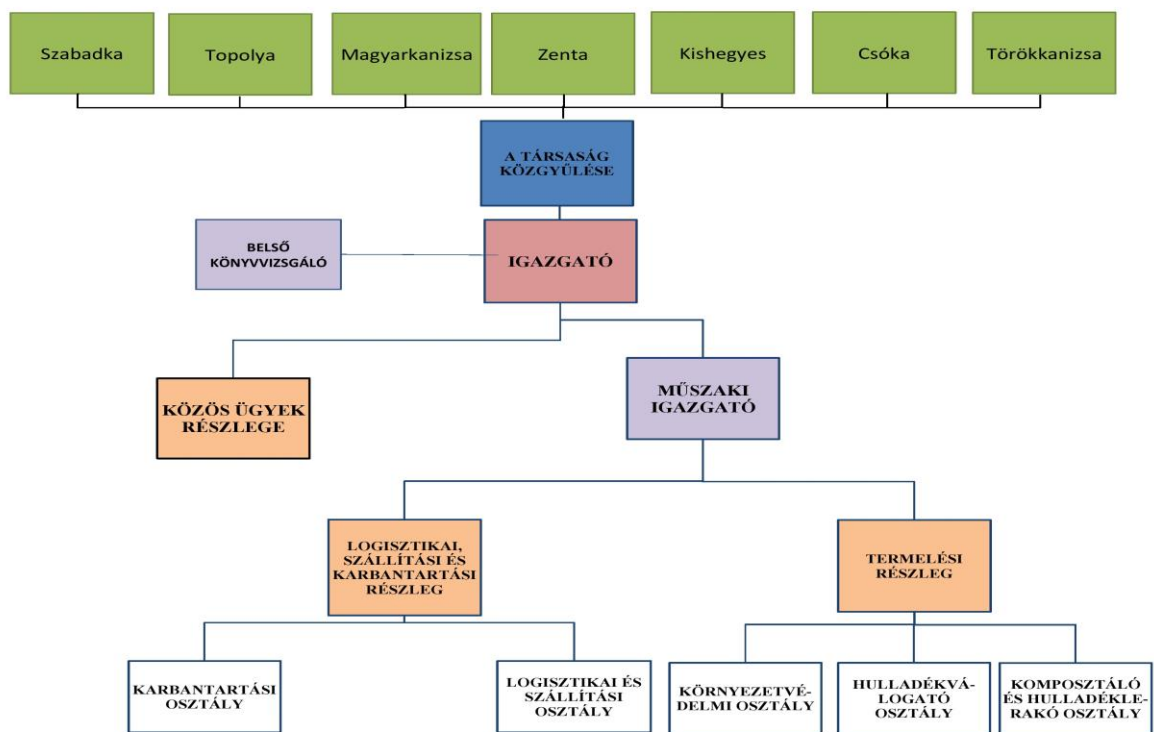 Szabadka
Topolya
Magyarkanizsa
Zenta
Kishegyes
Csóka
Törökkanizsa
A TÁRSASÁG
KÖZGYŰLÉSE
BELSŐ
KÖNYVVIZSGÁLÓ
IGAZGATÓ
KÖZÖS ÜGYEK
RÉSZLEGE
MŰSZAKI
IGAZGATÓ
LOGISZTIKAI,
SZÁLLÍTÁSI ÉS
KARBANTARTÁSI
RÉSZLEG
TERMELÉSI
RÉSZLEG
KARBANTARTÁSI
OSZTÁLY
LOGISZTIKAI ÉS
SZÁLLÍTÁSI
OSZTÁLY
KÖRNYEZETVÉ-
DELMI OSZTÁLY
HULLADÉKVÁ-
LOGATÓ
OSZTÁLY
KOMPOSZTÁLÓ
ÉS HULLADÉKLE-
RAKÓ OSZTÁLY